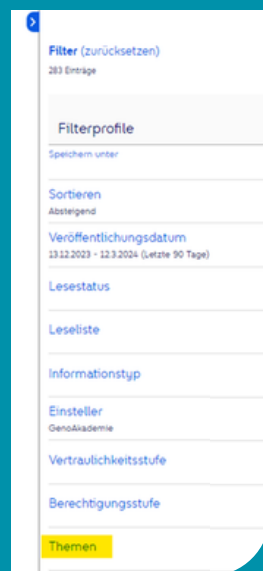 Filter (zurücksetzen)
283 Einträge
Filterprofile
Speichern unter
Sortieren
Absteigend
Veröffentlichungsdatum
13.12.2023 - 12.3.2024 (Letzte 90 Tage)
Lesestatus
Leseliste
Informationstyp
Einsteller
GenoAkademie
Vertraulichkeitsstufe
Berechtigungsstufe
Themen